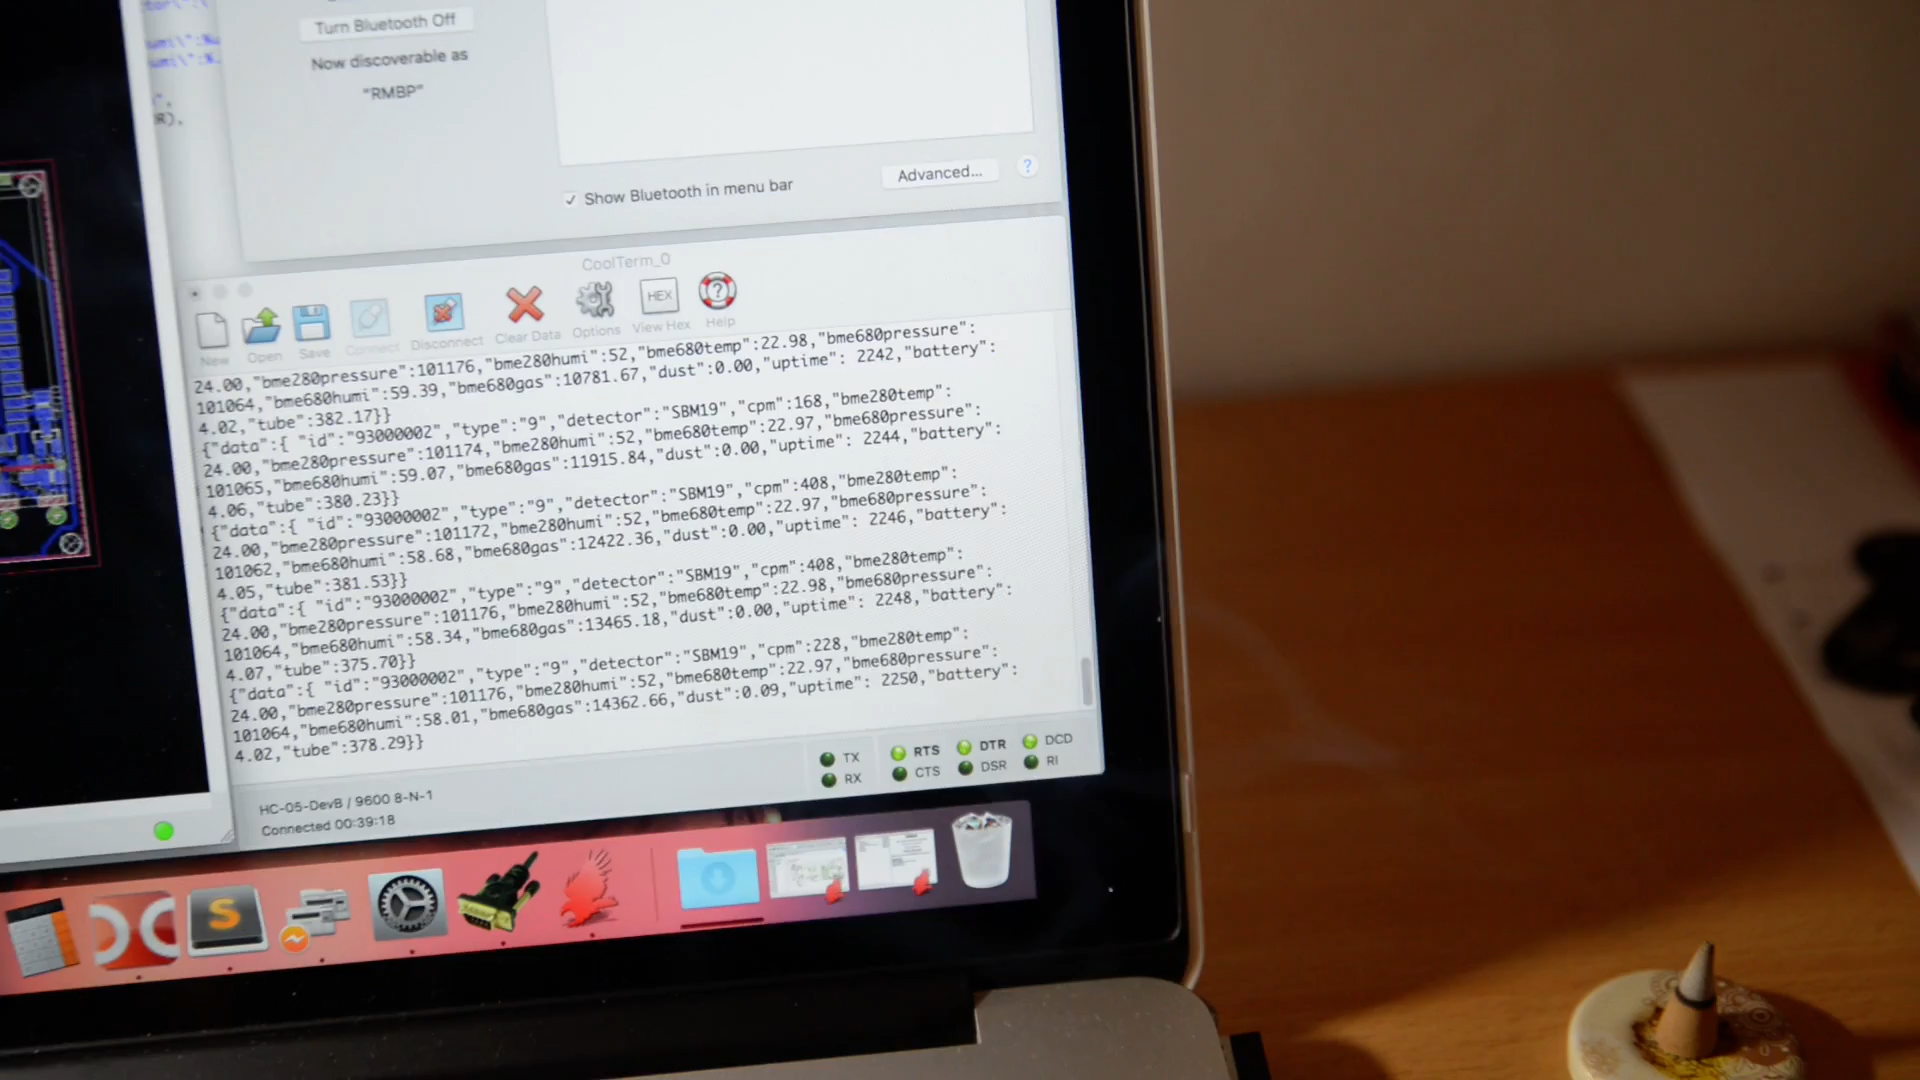 Turn Bluetooth Off
Now discoverable as
"RMBP"
Show Bluetooth in menu bar
Advanced...
?
R),
CoolTerm_0
New
Open
Save
Connect
Disconnect
Clear Data
Options
HEX
View Hex
?
Help
24.00,"bme280pressure":101176,"bme280humi":52,"bme680temp":22.98,"bme680pressure":
101064,"bme680humi":59.39,"bme680gas":10781.67,"dust":0.00,"uptime": 2242,"battery":
4.02,"tube":382.17}}
{"data":{ "id":"93000002","type":"9","detector":"SBM19","cpm":168,"bme280temp":
24.00,"bme280pressure":101174,"bme280humi":52,"bme680temp":22.97,"bme680pressure":
101065,"bme680humi":59.07,"bme680gas":11915.84,"dust":0.00,"uptime": 2244,"battery":
4.06,"tube":380.23}}
{"data":{ "id":"93000002","type":"9","detector":"SBM19","cpm":408,"bme280temp":
24.00,"bme280pressure":101172,"bme280humi":52,"bme680temp":22.97,"bme680pressure":
101062,"bme680humi":58.68,"bme680gas":12422.36,"dust":0.00,"uptime": 2246,"battery":
4.05,"tube":381.53}}
{"data":{ "id":"93000002","type":"9","detector":"SBM19","cpm":408,"bme280temp":
24.00,"bme280pressure":101176,"bme280humi":52,"bme680temp":22.98,"bme680pressure":
101064,"bme680humi":58.34,"bme680gas":13465.18,"dust":0.00,"uptime": 2248,"battery":
4.07,"tube":375.70}}
{"data":{ "id":"93000002","type":"9","detector":"SBM19","cpm":228,"bme280temp":
24.00,"bme280pressure":101176,"bme280humi":52,"bme680temp":22.97,"bme680pressure":
101064,"bme680humi":58.01,"bme680gas":14362.66,"dust":0.09,"uptime": 2250,"battery":
4.02,"tube":378.29}}
TX RTS DTR DCD
RX CTS DSR RI
HC-05-DevB / 9600 8-N-1
Connected 00:39:18
S